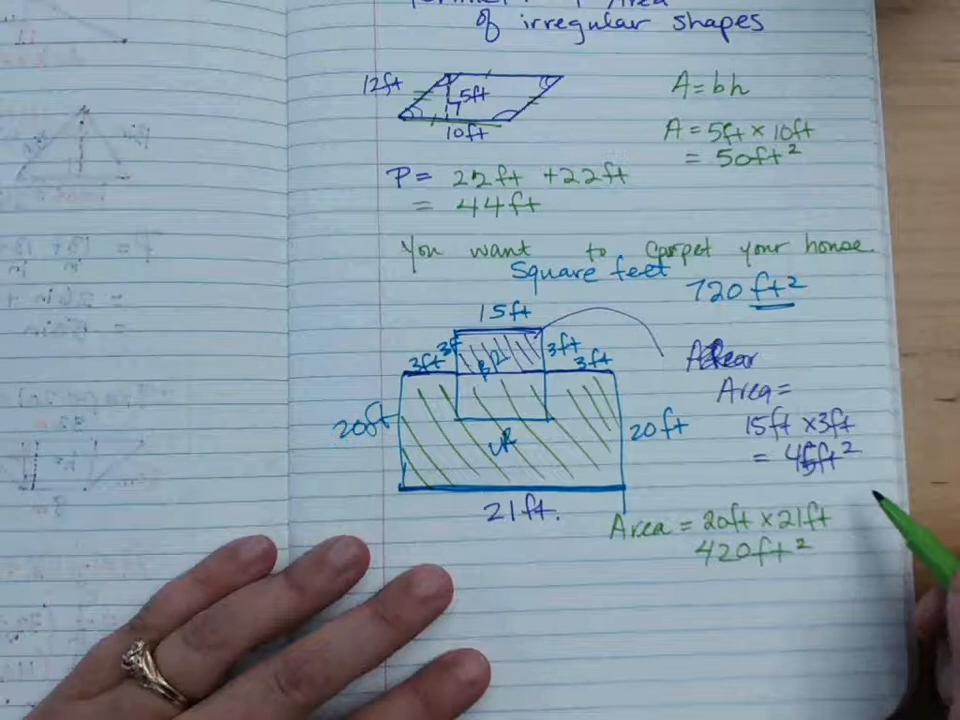 of irregular shapes
12ft
5ft
10ft
A = bh
A = 5ft × 10ft
= 50ft²
P = 22ft + 22ft
= 44ft
You want to carpet your house
Square feet
720 ft²
15ft
3ft
3ft
3ft
20ft
20ft
21ft.
Area =
15ft × 3ft
= 45ft²
Area = 20ft × 21ft
420ft²